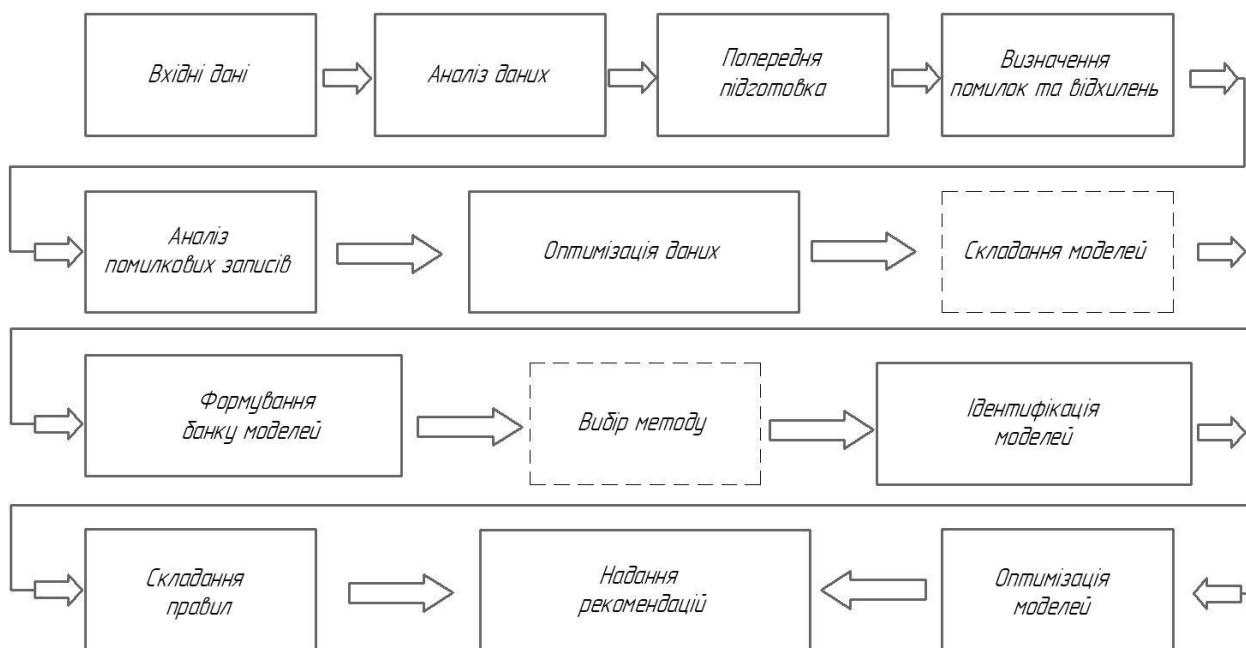 Вхідні дані
Аналіз даних
Попередня
підготовка
Визначення
помилок та відхилень
Аналіз
помилкових записів
Оптимізація даних
Складання моделей
Формування
банку моделей
Вибір методу
Ідентифікація
моделей
Складання
правил
Надання
рекомендацій
Оптимізація
моделей